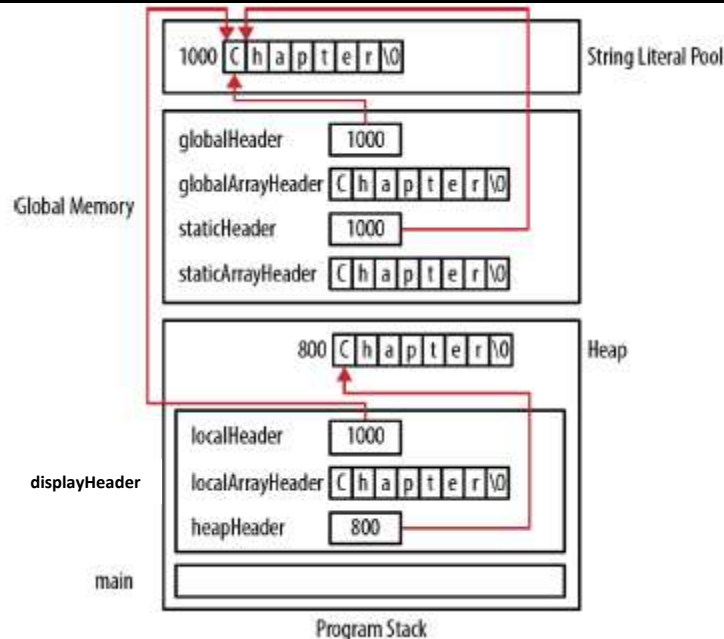 1000 C h a p t e r \0 String Literal Pool
globalHeader 1000
globalArrayHeader C h a p t e r \0
Global Memory
staticHeader 1000
staticArrayHeader C h a p t e r \0
800 C h a p t e r \0 Heap
localHeader 1000
displayHeader localArrayHeader C h a p t e r \0
heapHeader 800
main
Program Stack